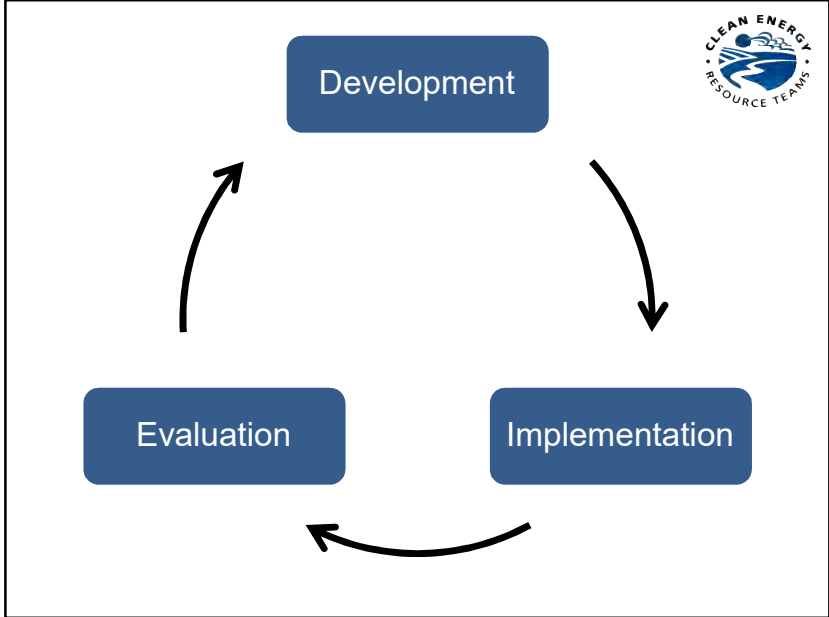 CLEAN ENERGY
• RESOURCE TEAMS •
Development
Evaluation
Implementation